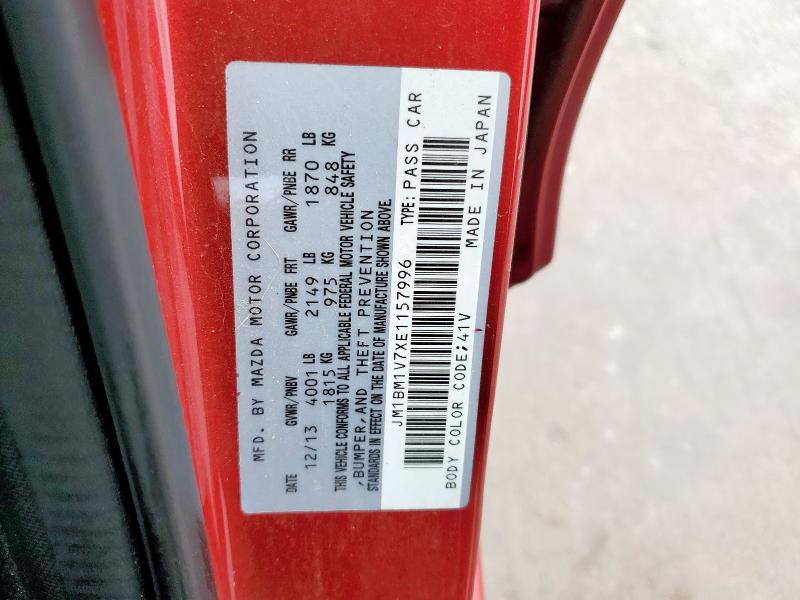 MFD. BY MAZDA MOTOR CORPORATION
DATE GVWR/PNBV GAWR/PNBE FRT GAWR/PNBE RR
12/13 4001 LB 2149 LB 1870 LB
1815 KG 975 KG 848 KG
THIS VEHICLE CONFORMS TO ALL APPLICABLE FEDERAL MOTOR VEHICLE SAFETY
,BUMPER,AND THEFT PREVENTION
STANDARDS IN EFFECT ON THE DATE OF MANUFACTURE SHOWN ABOVE.
JM1BM1V7XE1157996 TYPE: PASS CAR
BODY COLOR CODE;41V MADE IN JAPAN